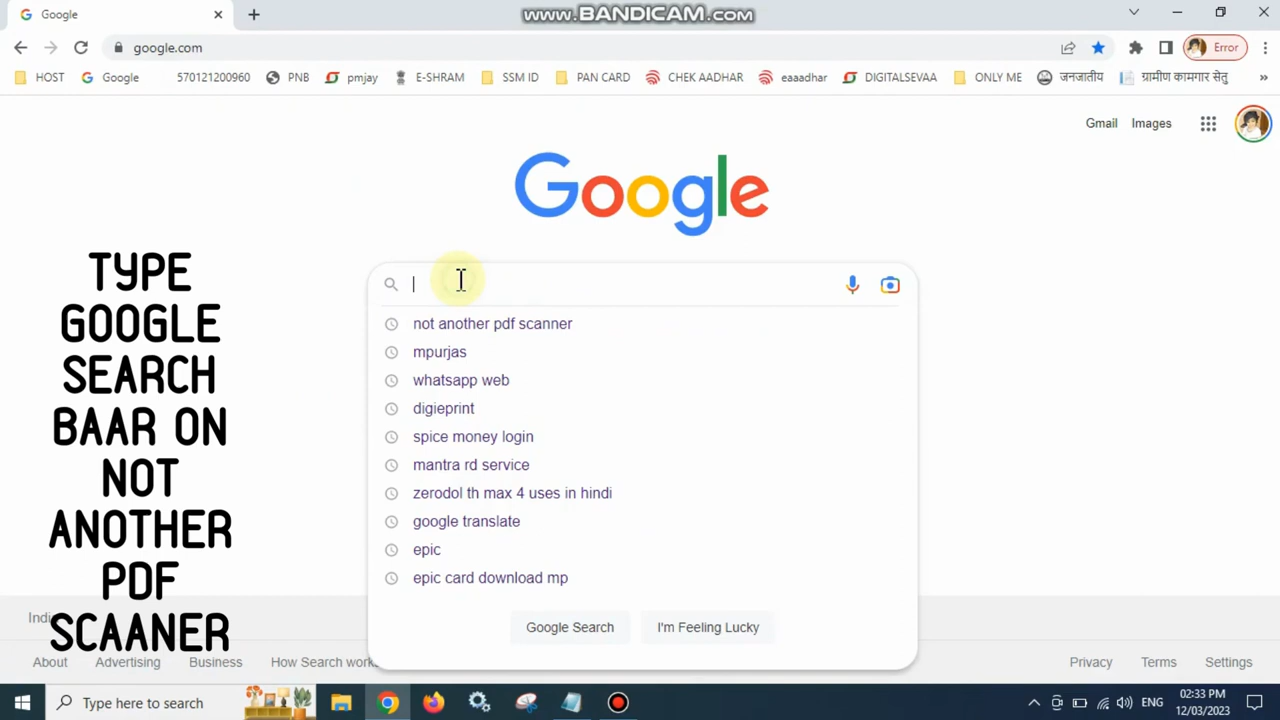 Google
www.BANDICAM.com
google.com
Error
HOST
Google
570121200960
PNB
pmjay
E-SHRAM
SSM ID
PAN CARD
CHEK AADHAR
eaaadhar
DIGITALSEVAA
ONLY ME
जनजातीय
ग्रामीण कामगार सेतु
»
Gmail
Images
Google
not another pdf scanner
mpurjas
whatsapp web
digieprint
spice money login
mantra rd service
zerodol th max 4 uses in hindi
google translate
epic
epic card download mp
Google Search
I'm Feeling Lucky
TYPE
GOOGLE
SEARCH
BAAR ON
NOT
ANOTHER
PDF
SCAANER
About
Advertising
Business
How Search work
Privacy
Terms
Settings
Type here to search
ENG
02:33 PM
12/03/2023